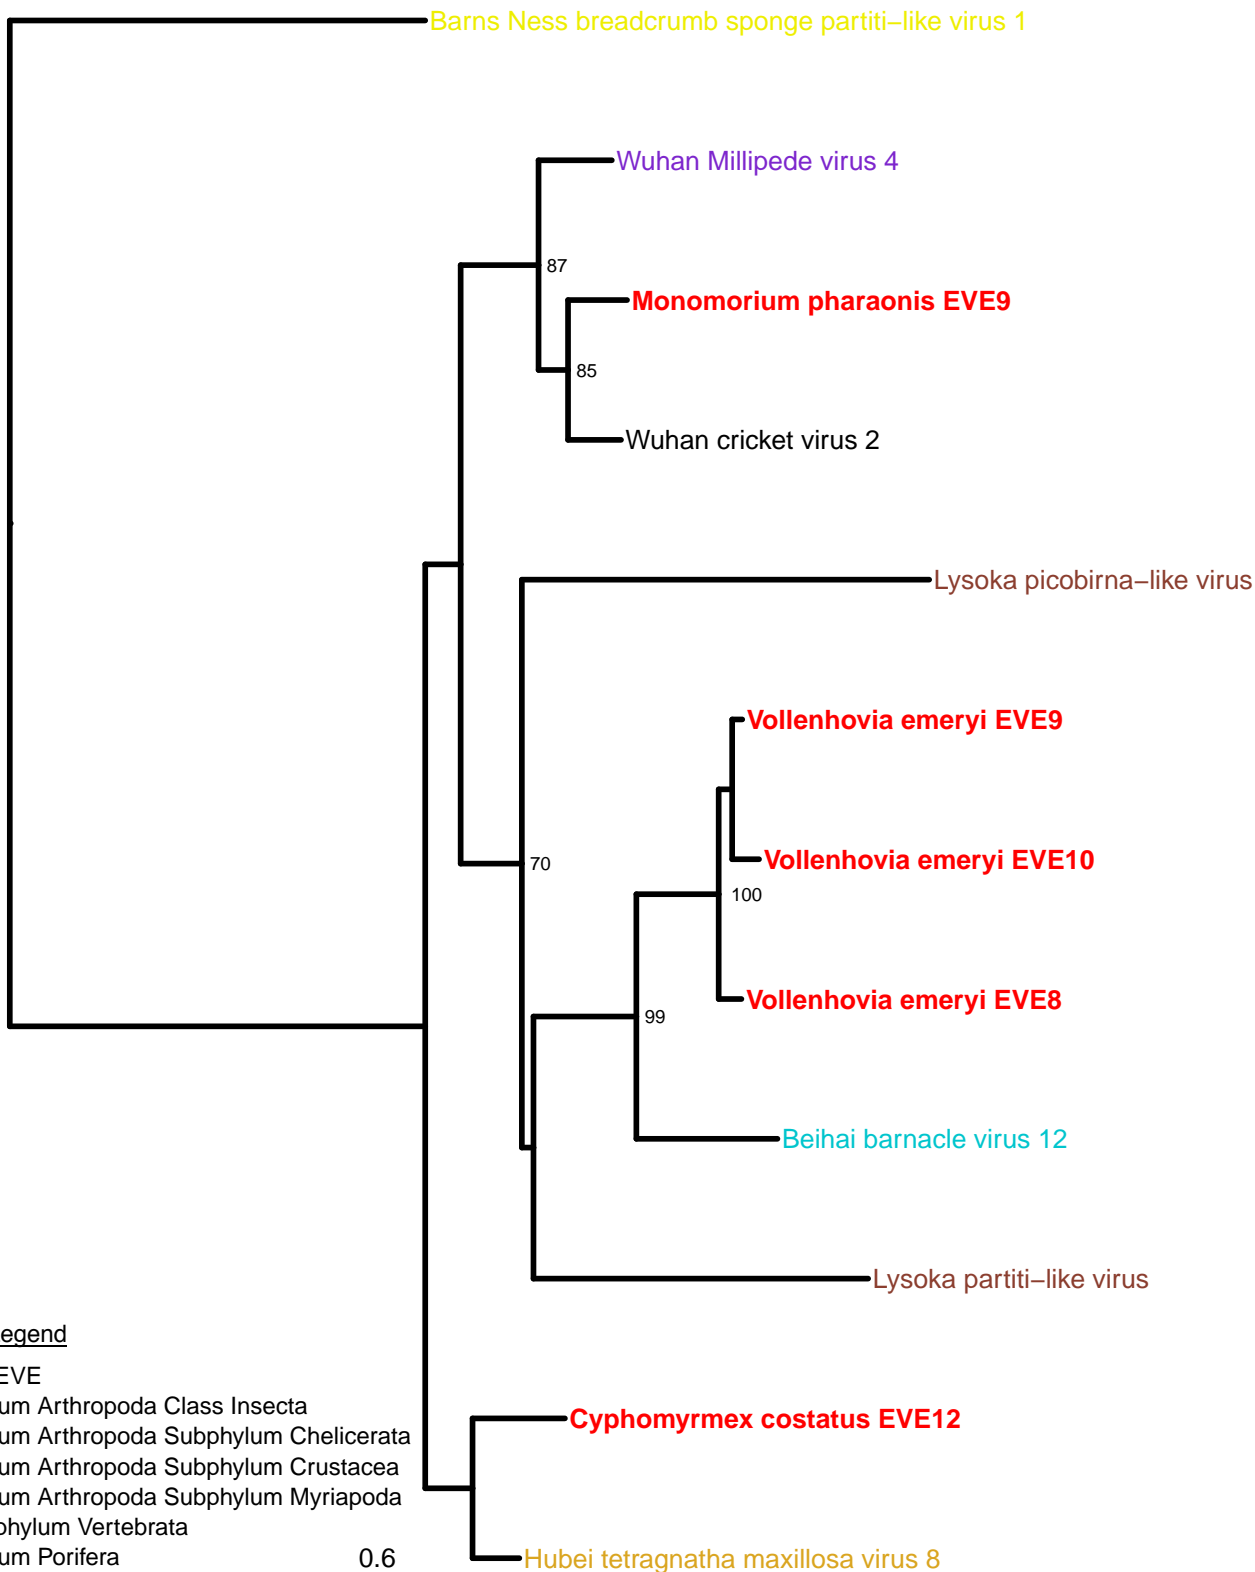 Barns Ness breadcrumb sponge partiti−like virus 1
Wuhan Millipede virus 4
87
Monomorium pharaonis EVE9
85
Wuhan cricket virus 2
Lysoka picobirna−like virus
Vollenhovia emeryi EVE9
70
Vollenhovia emeryi EVE10
100
Vollenhovia emeryi EVE8
99
Beihai barnacle virus 12
Lysoka partiti−like virus
egend
EVE
um Arthropoda Class Insecta
Cyphomyrmex costatus EVE12
um Arthropoda Subphylum Chelicerata
um Arthropoda Subphylum Crustacea
um Arthropoda Subphylum Myriapoda
phylum Vertebrata
um Porifera
0.6
Hubei tetragnatha maxillosa virus 8